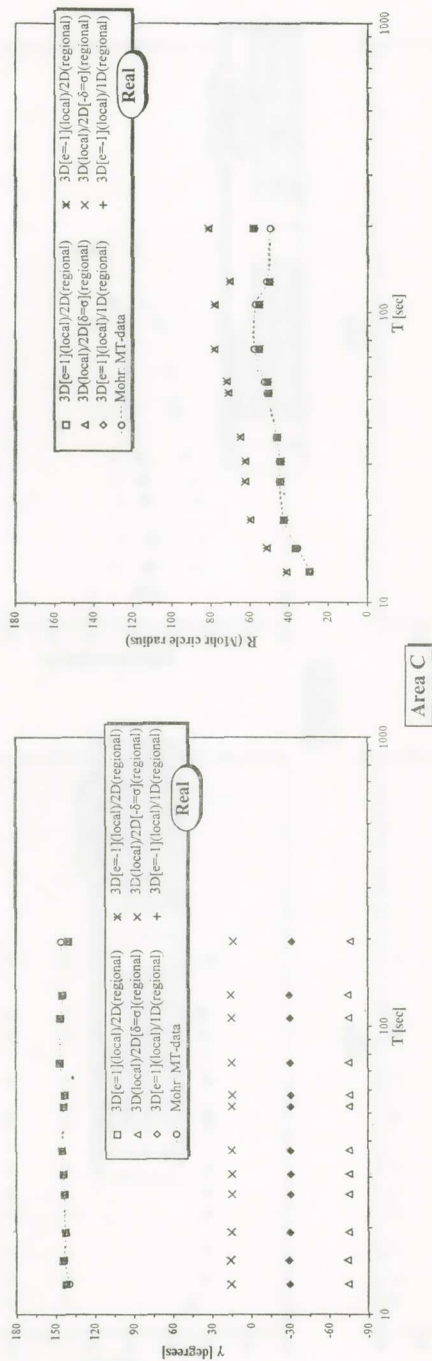 180
150
120
90
60
30
0
-30
-60
-90
γ [degrees]
10
100
1000
T [sec]
3D[e=1](local)/2D(regional)
3D[e=-1](local)/2D(regional)
3D(local)/2D[δ=σ](regional)
3D(local)/2D[-δ=σ](regional)
3D[e=1](local)/1D(regional)
3D[e=-1](local)/1D(regional)
Mohr: MT-data
Real
180
160
140
120
100
80
60
40
20
0
R (Mohr circle radius)
10
100
1000
T [sec]
3D[e=1](local)/2D(regional)
3D[e=-1](local)/2D(regional)
3D(local)/2D[δ=σ](regional)
3D(local)/2D[-δ=σ](regional)
3D[e=1](local)/1D(regional)
3D[e=-1](local)/1D(regional)
Mohr: MT-data
Real
Area C